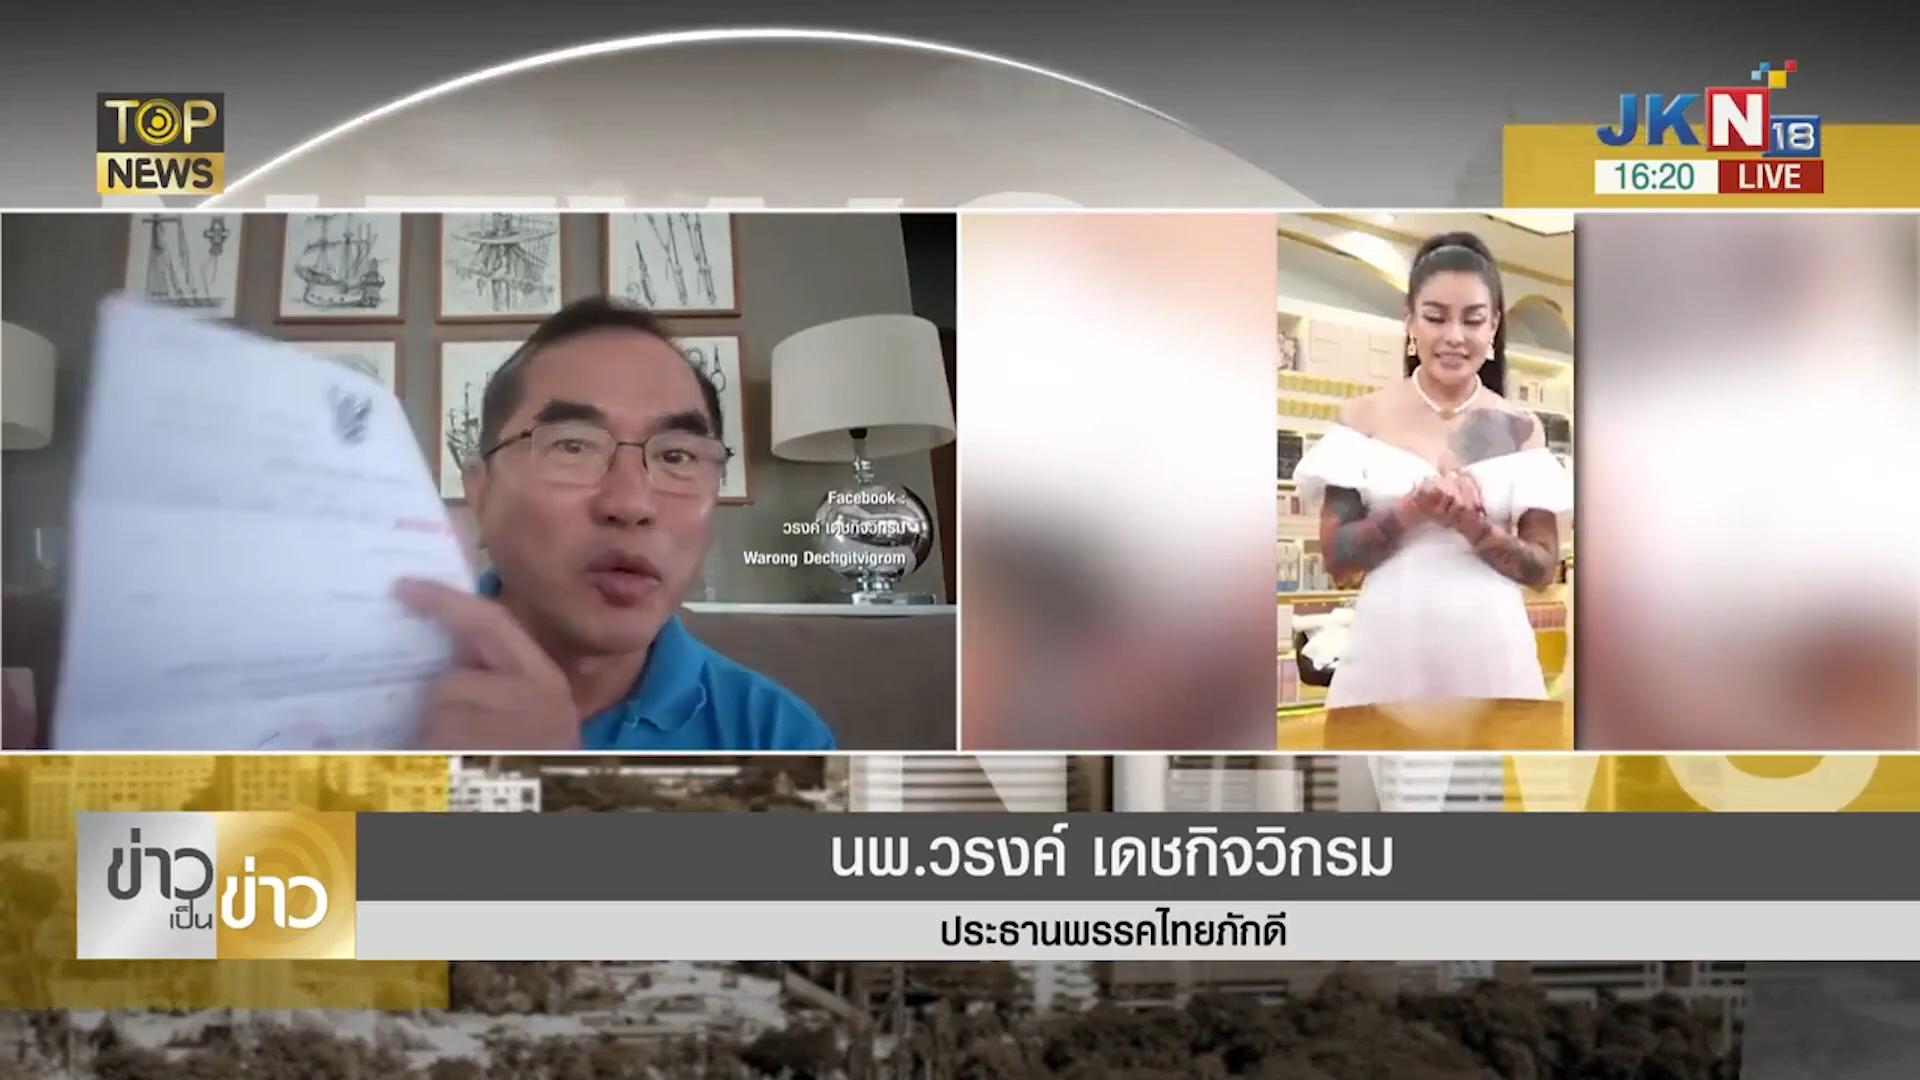 TOP
NEWS
JKN18
16:20 LIVE
Facebook :
วรงค์ เดชกิจวิกรม
Warong Dechgitvigrom
ข่าว
เป็น
ข่าว
นพ.วรงค์ เดชกิจวิกรม
ประธานพรรคไทยภักดี